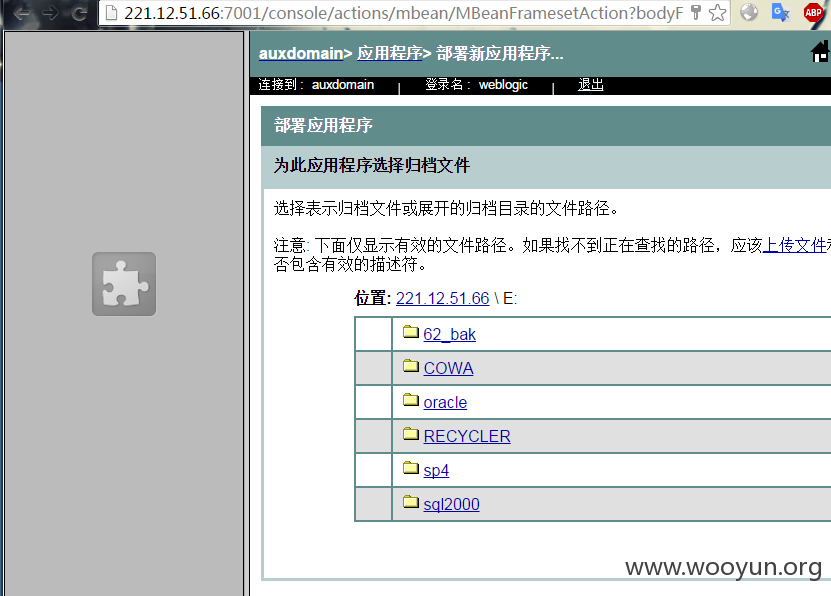 221.12.51.66:7001/console/actions/mbean/MBeanFramesetAction?bodyF
ABP
auxdomain> 应用程序> 部署新应用程序...
连接到 : auxdomain | 登录名 : weblogic | 退出
部署应用程序
为此应用程序选择归档文件
选择表示归档文件或展开的归档目录的文件路径。
注意: 下面仅显示有效的文件路径。如果找不到正在查找的路径，应该上传文件
否包含有效的描述符。
位置: 221.12.51.66 \ E:
62_bak
COWA
oracle
RECYCLER
sp4
sql2000
www.wooyun.org